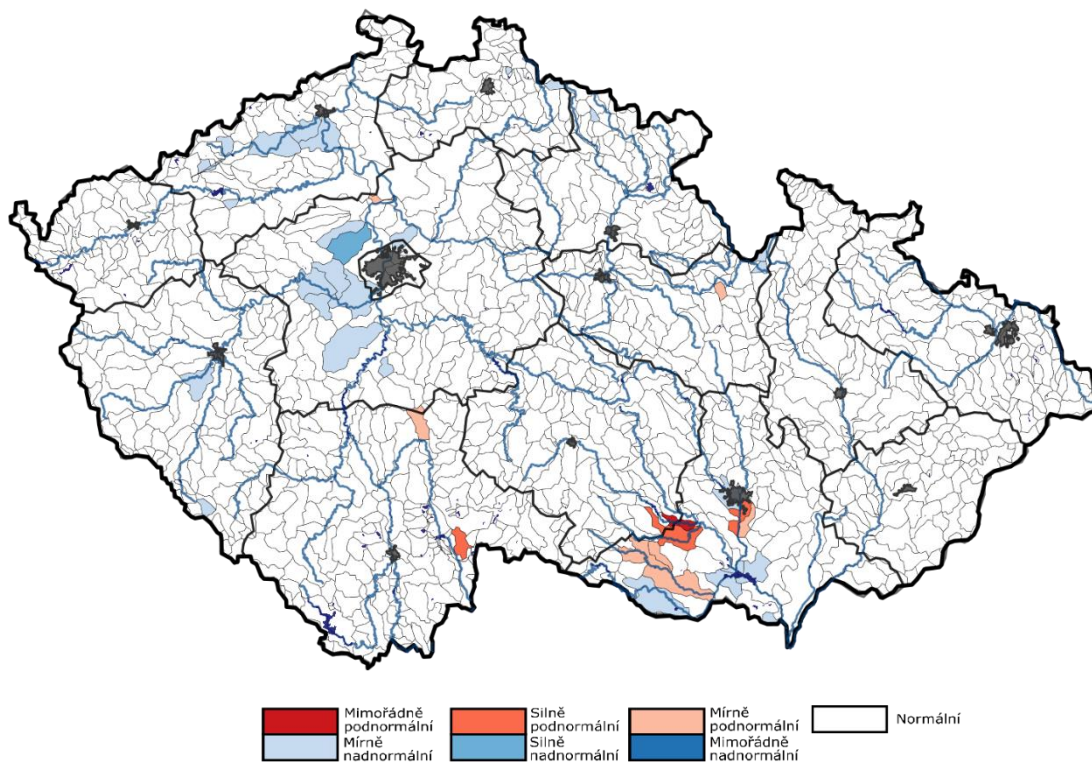 Mimořádně
podnormální
Silně
podnormální
Mírně
podnormální
Normální
Mírně
nadnormální
Silně
nadnormální
Mimořádně
nadnormální